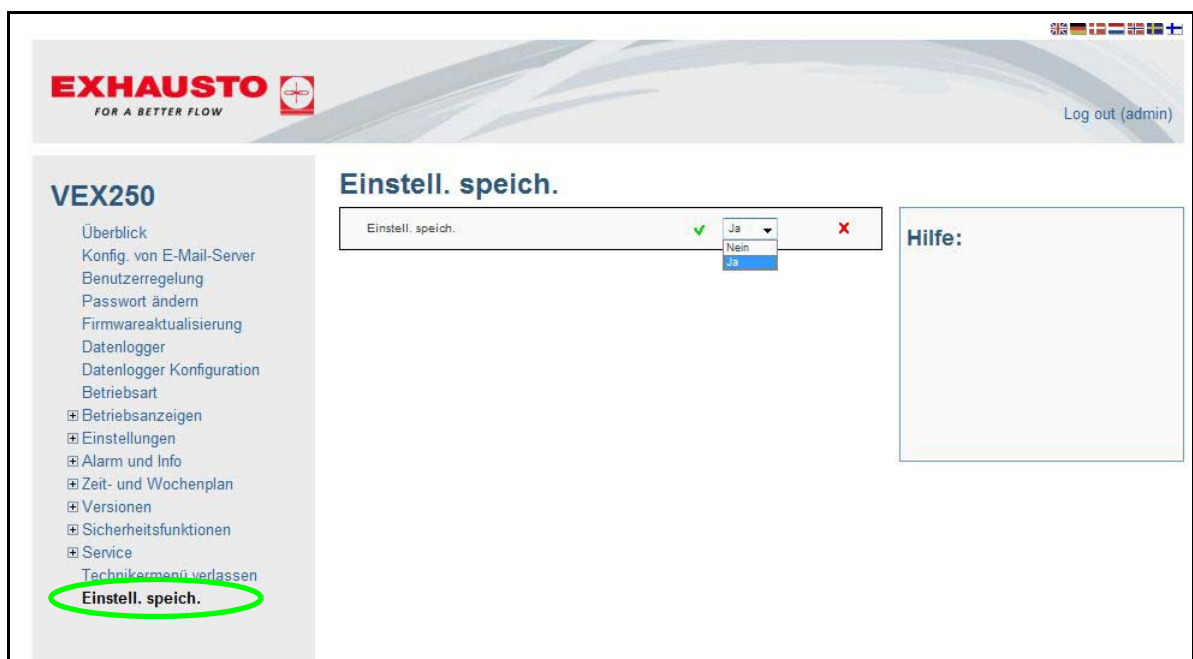 EXHAUSTO
FOR A BETTER FLOW
Log out (admin)
VEX250
Überblick
Konfig. von E-Mail-Server
Benutzerregelung
Passwort ändern
Firmwareaktualisierung
Datenlogger
Datenlogger Konfiguration
Betriebsart
Betriebsanzeigen
Einstellungen
Alarm und Info
Zeit- und Wochenplan
Versionen
Sicherheitsfunktionen
Service
Technikermenü verlassen
Einstell. speich.
Einstell. speich.
Einstell. speich.
Ja
Nein
Ja
Hilfe: